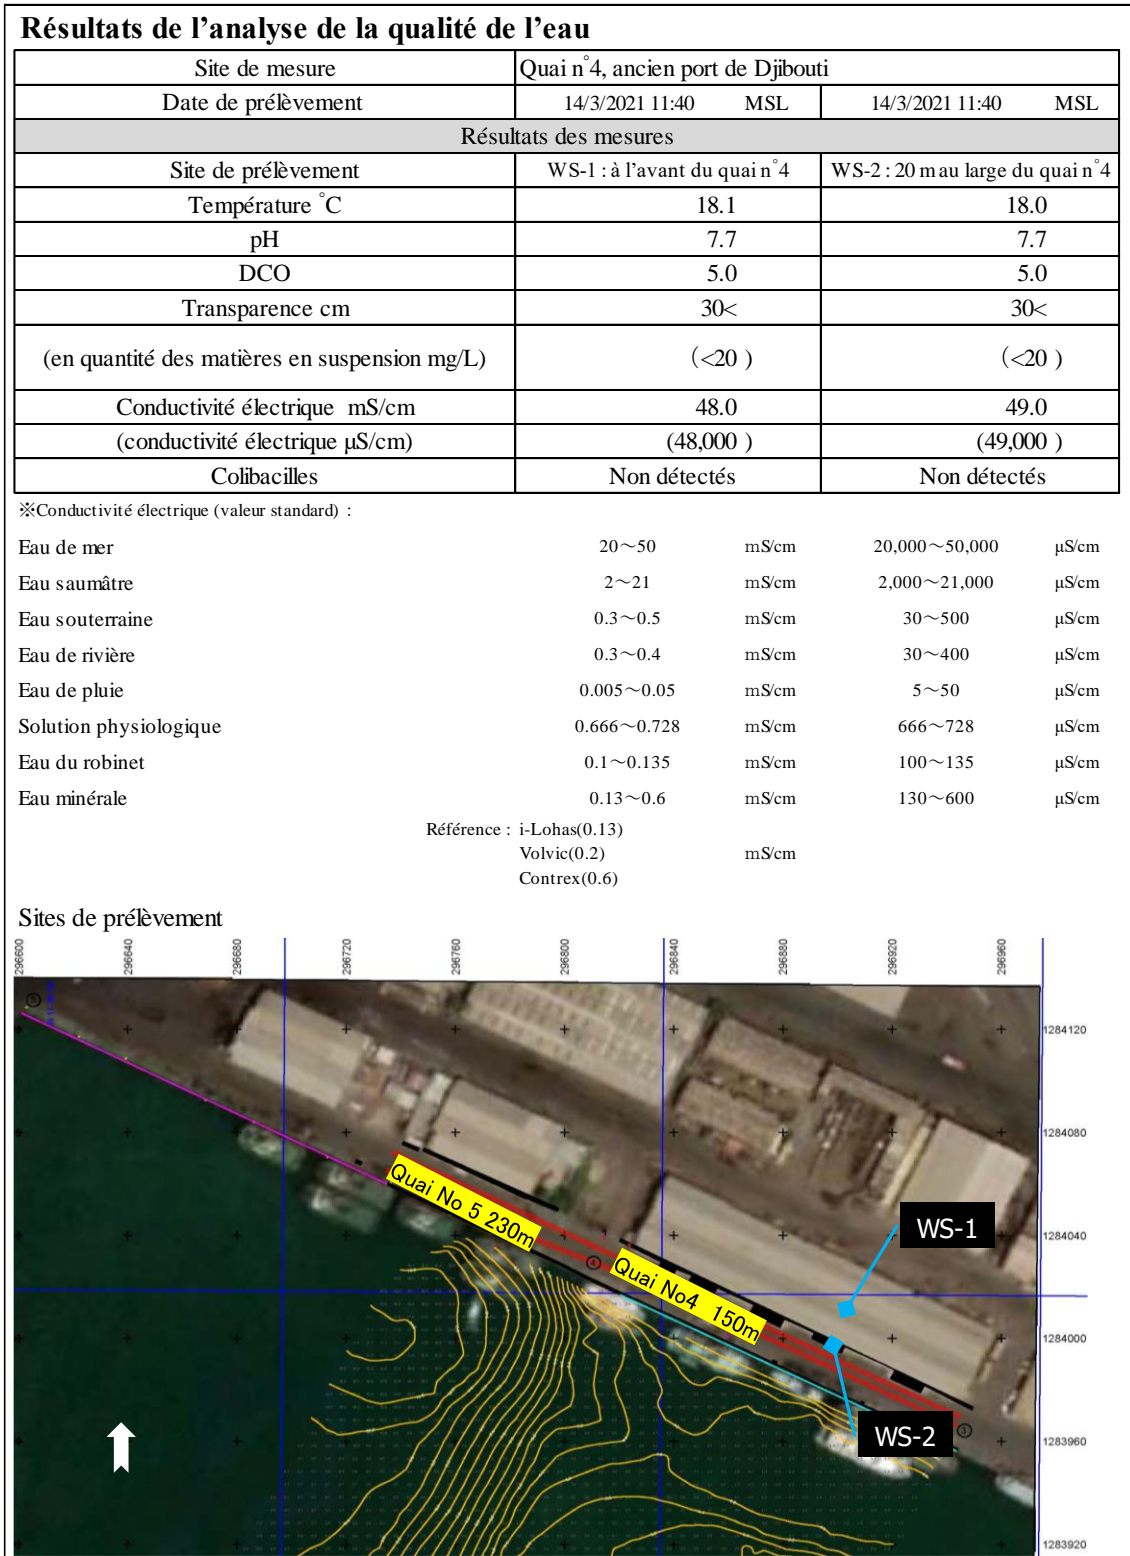 Résultats de l'analyse de la qualité de l'eau
Site de mesure Quai n°4, ancien port de Djibouti
Date de prélèvement 14/3/2021 11:40 MSL 14/3/2021 11:40 MSL
Résultats des mesures
Site de prélèvement WS-1 : à l'avant du quai n°4 WS-2 : 20 m au large du quai n°4
Température °C 18.1 18.0
pH 7.7 7.7
DCO 5.0 5.0
Transparence cm 30< 30<
(en quantité des matières en suspension mg/L) (<20 ) (<20 )
Conductivité électrique mS/cm 48.0 49.0
(conductivité électrique µS/cm) (48,000 ) (49,000 )
Colibacilles Non détectés Non détectés
※Conductivité électrique (valeur standard) :
Eau de mer 20～50 mS/cm 20,000～50,000 µS/cm
Eau saumâtre 2～21 mS/cm 2,000～21,000 µS/cm
Eau souterraine 0.3～0.5 mS/cm 30～500 µS/cm
Eau de rivière 0.3～0.4 mS/cm 30～400 µS/cm
Eau de pluie 0.005～0.05 mS/cm 5～50 µS/cm
Solution physiologique 0.666～0.728 mS/cm 666～728 µS/cm
Eau du robinet 0.1～0.135 mS/cm 100～135 µS/cm
Eau minérale 0.13～0.6 mS/cm 130～600 µS/cm
Référence : i-Lohas(0.13)
Volvic(0.2) mS/cm
Contrex(0.6)
Sites de prélèvement
296600 296640 296680 296720 296760 296800 296840 296880 296920 296960
1284120
1284080
Quai No 5 230m
WS-1
1284040
4
Quai No4 150m
1284000
3
WS-2
1283960
1283920